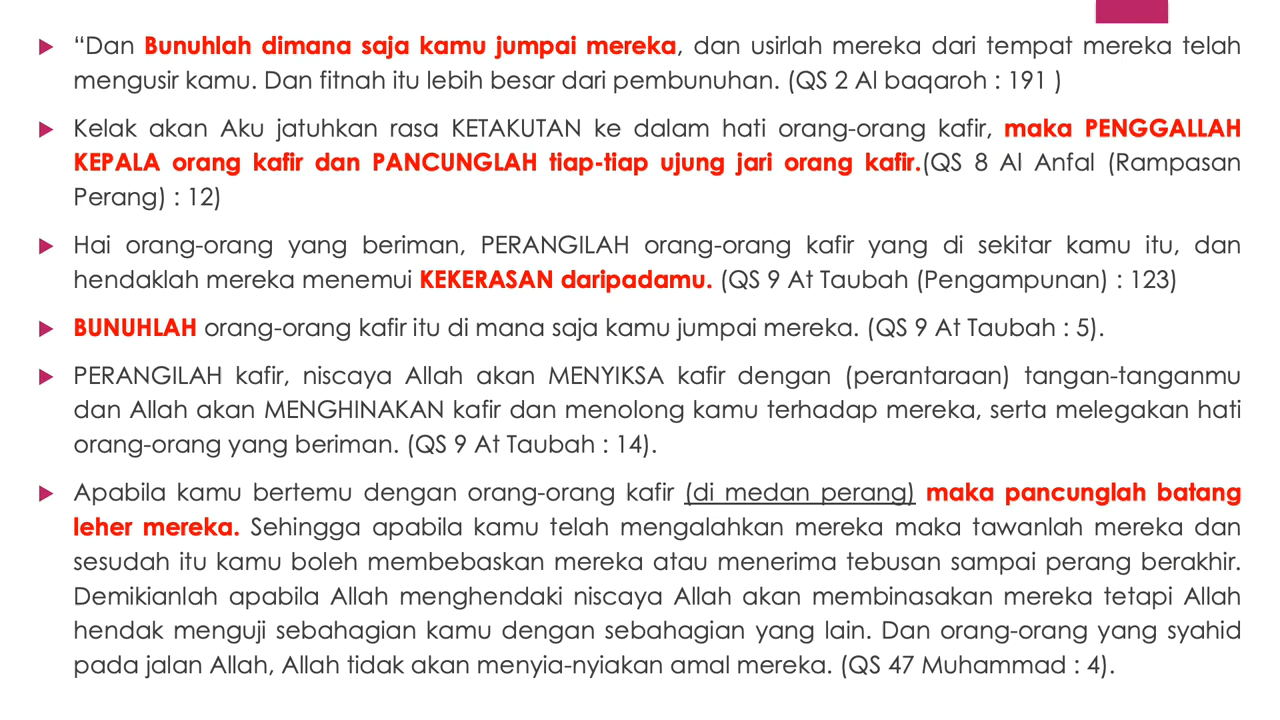 “Dan Bunuhlah dimana saja kamu jumpai mereka, dan usirlah mereka dari tempat mereka telah
mengusir kamu. Dan fitnah itu lebih besar dari pembunuhan. (QS 2 Al baqaroh : 191 )
Kelak akan Aku jatuhkan rasa KETAKUTAN ke dalam hati orang-orang kafir, maka PENGGALLAH
KEPALA orang kafir dan PANCUNGLAH tiap-tiap ujung jari orang kafir.(QS 8 Al Anfal (Rampasan
Perang) : 12)
Hai orang-orang yang beriman, PERANGILAH orang-orang kafir yang di sekitar kamu itu, dan
hendaklah mereka menemui KEKERASAN daripadamu. (QS 9 At Taubah (Pengampunan) : 123)
BUNUHLAH orang-orang kafir itu di mana saja kamu jumpai mereka. (QS 9 At Taubah : 5).
PERANGILAH kafir, niscaya Allah akan MENYIKSA kafir dengan (perantaraan) tangan-tanganmu
dan Allah akan MENGHINAKAN kafir dan menolong kamu terhadap mereka, serta melegakan hati
orang-orang yang beriman. (QS 9 At Taubah : 14).
Apabila kamu bertemu dengan orang-orang kafir (di medan perang) maka pancunglah batang
leher mereka. Sehingga apabila kamu telah mengalahkan mereka maka tawanlah mereka dan
sesudah itu kamu boleh membebaskan mereka atau menerima tebusan sampai perang berakhir.
Demikianlah apabila Allah menghendaki niscaya Allah akan membinasakan mereka tetapi Allah
hendak menguji sebahagian kamu dengan sebahagian yang lain. Dan orang-orang yang syahid
pada jalan Allah, Allah tidak akan menyia-nyiakan amal mereka. (QS 47 Muhammad : 4).